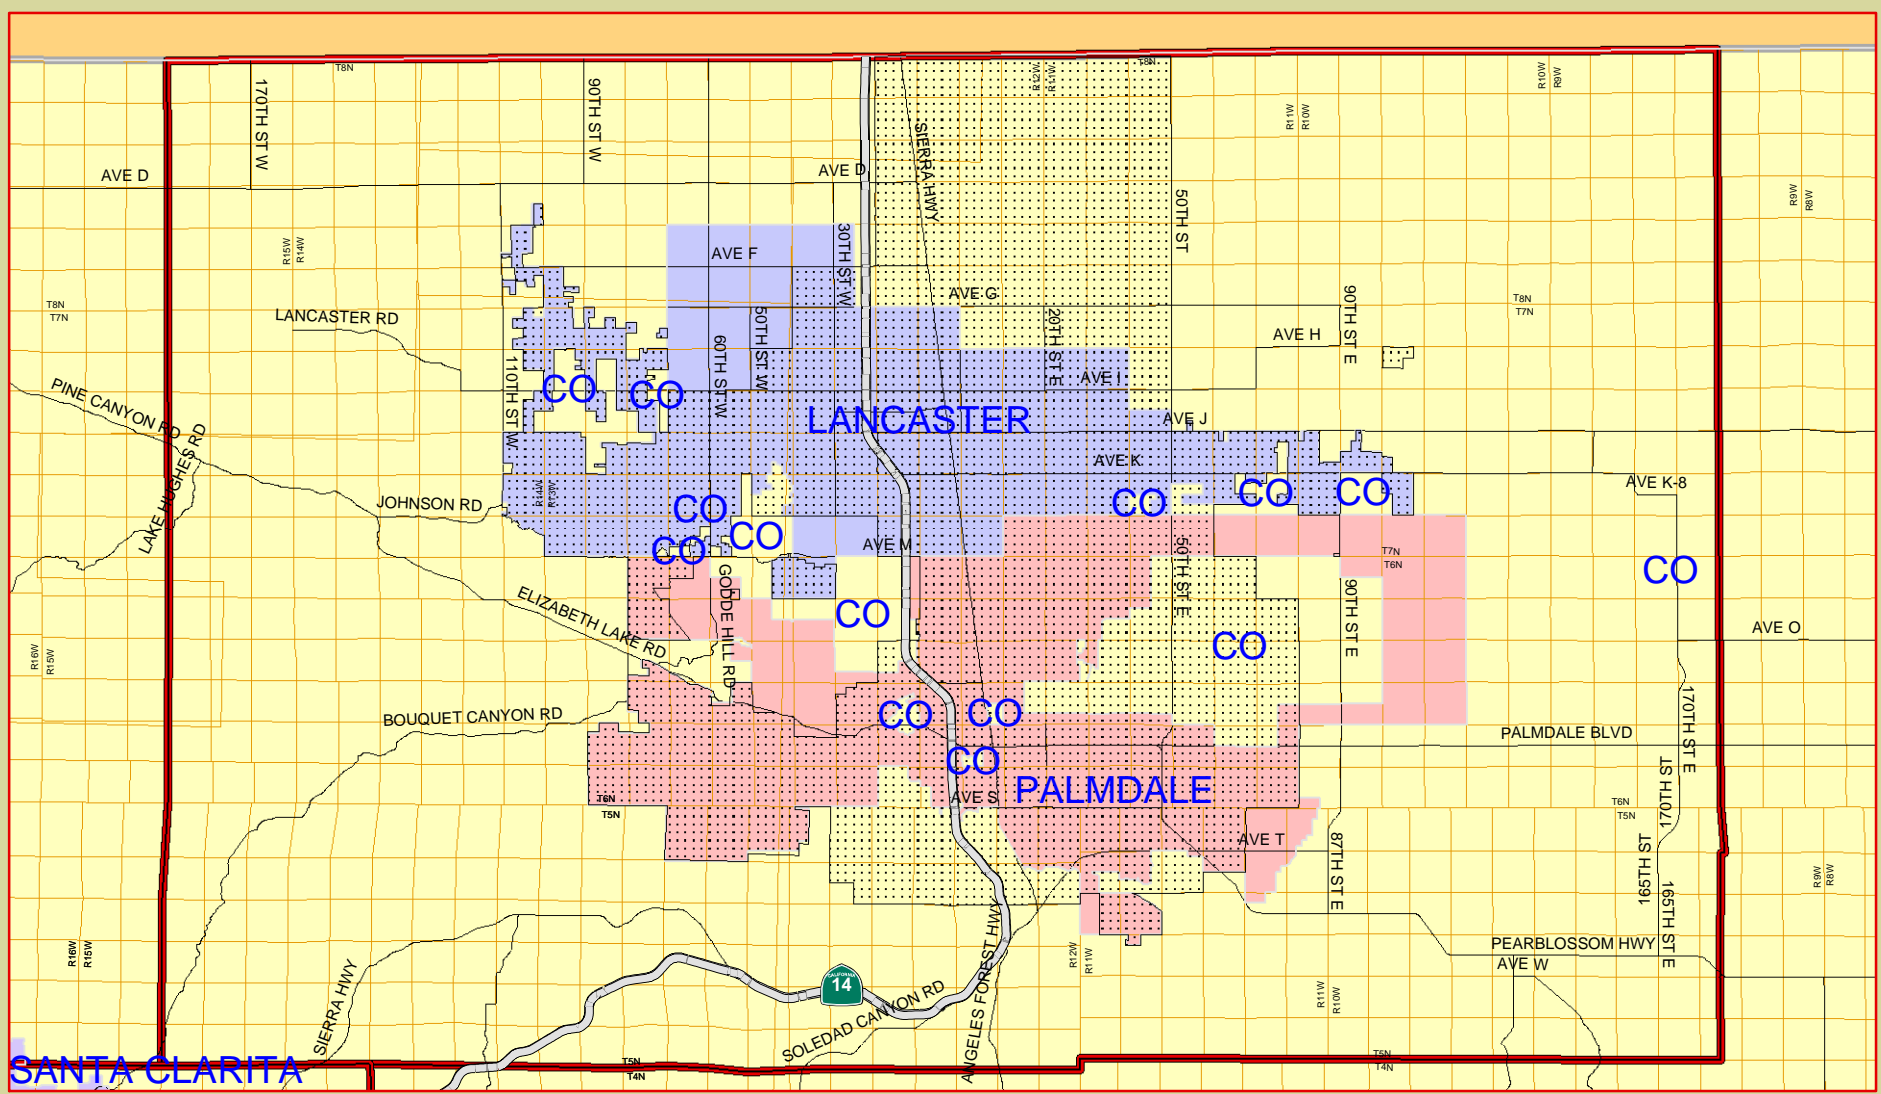 T8N
T8N
170TH ST W
90TH ST W
R12W
R11W
R10W
R9W
R11W
R10W
SIERRA HWY
AVE D
AVE D
R9W
R8W
50TH ST
R15W
R14W
30TH ST W
AVE F
AVE G
T8N
T7N
T8N
T7N
LANCASTER RD
50TH ST W
60TH ST W
20TH ST E
90TH ST E
AVE H
110TH ST W
AVE I
PINE CANYON RD
CO
CO
LANCASTER
AVE J
LAKE HUGHES RD
AVE K
AVE K-8
R14W
R13W
JOHNSON RD
CO
CO
CO
CO
CO
CO
AVE M
50TH ST E
T7N
T6N
CO
ELIZABETH LAKE RD
GODDE HILL RD
CO
90TH ST E
AVE O
R16W
R15W
CO
BOUQUET CANYON RD
CO
CO
170TH ST E
PALMDALE BLVD
CO
PALMDALE
AVE S
T6N
T5N
T6N
T5N
170TH ST
AVE T
87TH ST E
165TH ST
165TH ST E
R9W
R8W
R16W
R15W
R12W
R11W
PEARBLOSSOM HWY
AVE W
SIERRA HWY
CALIFORNIA
14
SOLEDAD CANYON RD
ANGELES FOREST HWY
R11W
R10W
T5N
T4N
T5N
T4N
SANTA CLARITA